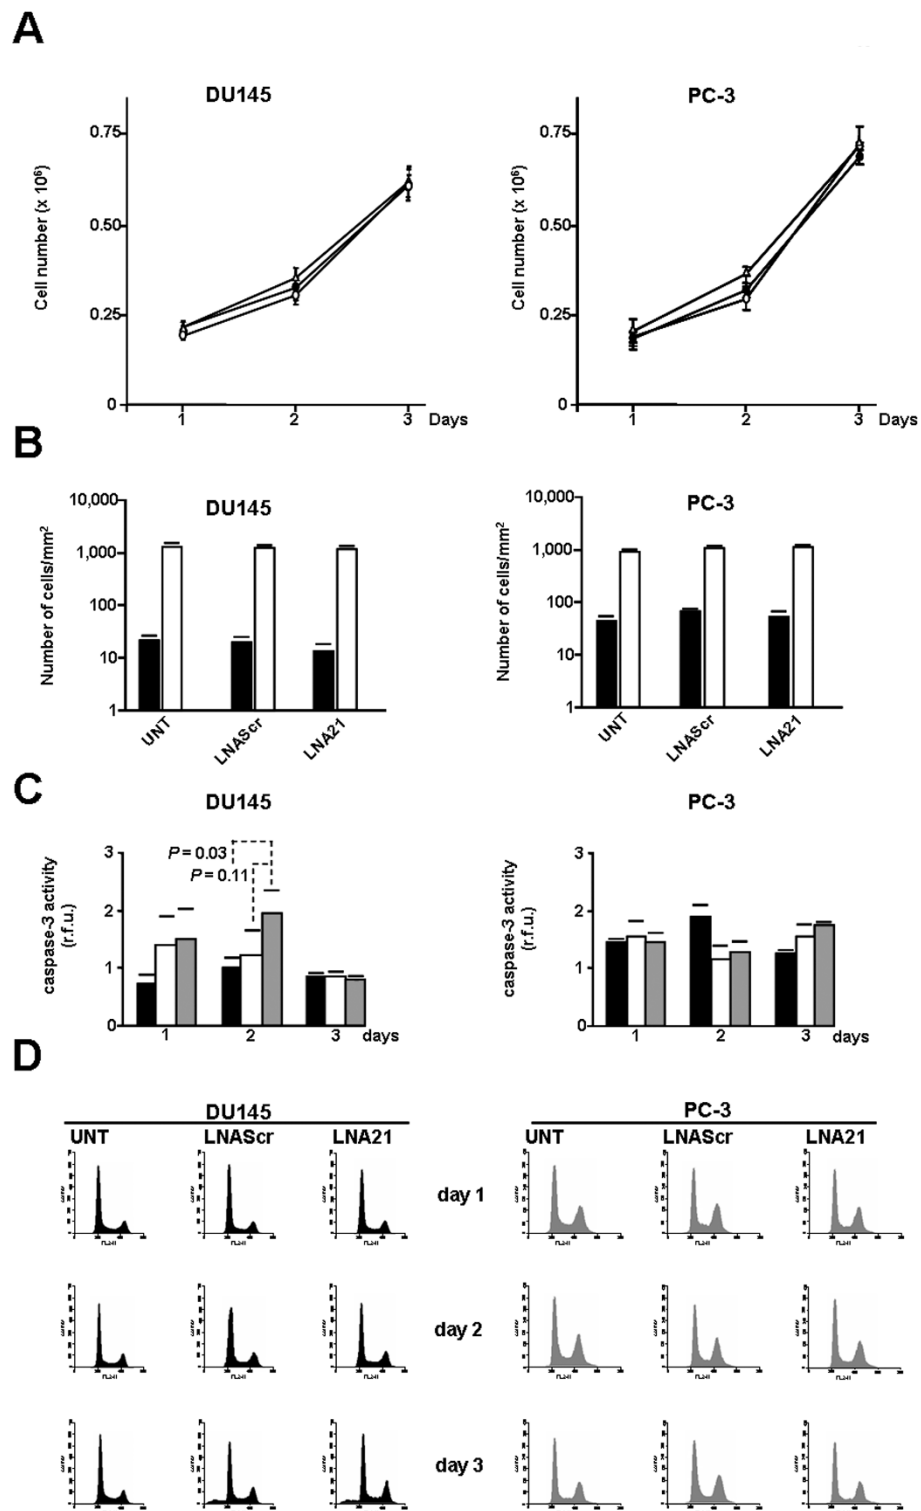 A
DU145
PC-3
Cell number (x 10⁶)
0.75
0.50
0.25
0
1 2 3 Days
Cell number (x 10⁶)
0.75
0.50
0.25
0
1 2 3 Days
B
DU145
PC-3
Number of cells/mm²
10,000
1,000
100
10
1
UNT LNAScr LNA21
Number of cells/mm²
10,000
1,000
100
10
1
UNT LNAScr LNA21
C
DU145
PC-3
caspase-3 activity
(r.f.u.)
3
2
1
0
P = 0.03
P = 0.11
1 2 3 days
caspase-3 activity
(r.f.u.)
3
2
1
0
1 2 3 days
D
DU145
PC-3
UNT LNAScr LNA21
UNT LNAScr LNA21
day 1
day 2
day 3